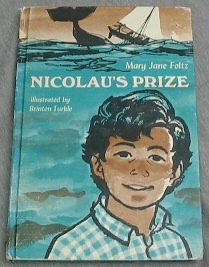 Mary Jane Foltz
NICOLAU'S PRIZE
illustrated by
Brinton Turkle